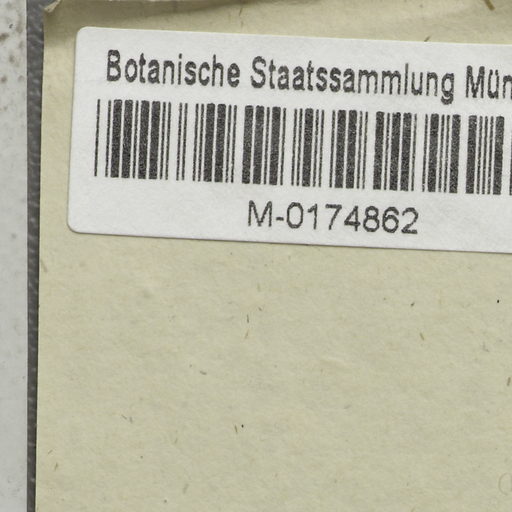 Botanische Staatssammlung Mün
M-0174862